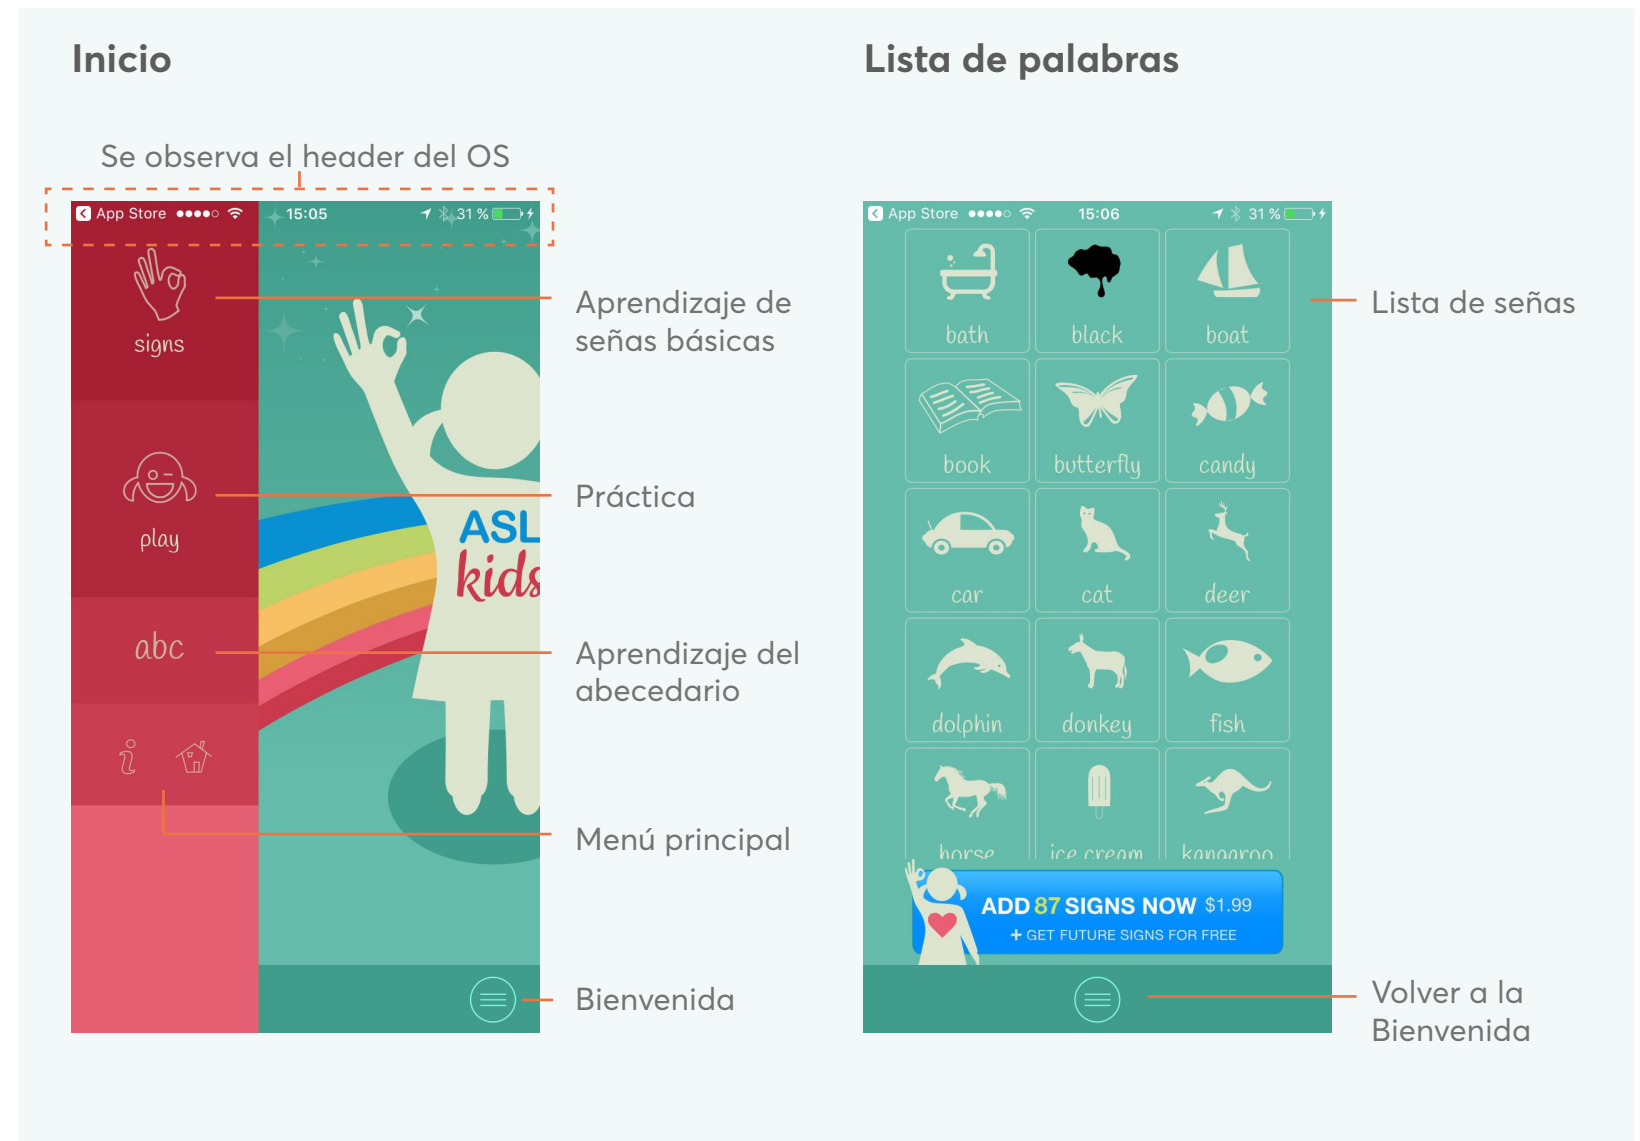 Inicio
Se observa el header del OS
App Store 15:05 31 %
signs
Aprendizaje de
señas básicas
play
Práctica
ASL
kids
abc
Aprendizaje del
abecedario
i
Menú principal
Bienvenida
Lista de palabras
App Store 15:06 31 %
bath black boat
Lista de señas
book butterfly candy
car cat deer
dolphin donkey fish
horse ice cream kangaroo
ADD 87 SIGNS NOW $1.99
+ GET FUTURE SIGNS FOR FREE
Volver a la
Bienvenida